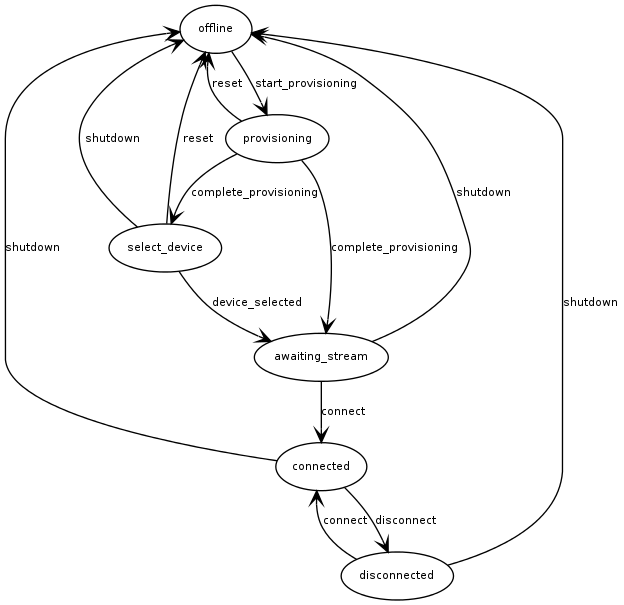 offline
reset
start_provisioning
shutdown
reset
provisioning
complete_provisioning
shutdown
shutdown
select_device
complete_provisioning
device_selected
shutdown
awaiting_stream
connect
connected
connect
disconnect
disconnected